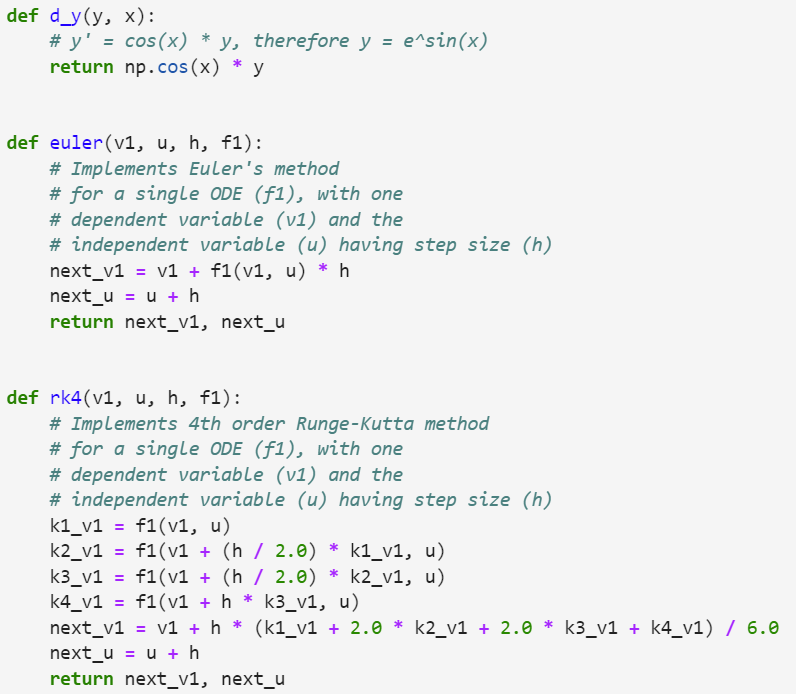 def d_y(y, x):
    # y' = cos(x) * y, therefore y = e^sin(x)
    return np.cos(x) * y


def euler(v1, u, h, f1):
    # Implements Euler's method
    # for a single ODE (f1), with one
    # dependent variable (v1) and the
    # independent variable (u) having step size (h)
    next_v1 = v1 + f1(v1, u) * h
    next_u = u + h
    return next_v1, next_u


def rk4(v1, u, h, f1):
    # Implements 4th order Runge-Kutta method
    # for a single ODE (f1), with one
    # dependent variable (v1) and the
    # independent variable (u) having step size (h)
    k1_v1 = f1(v1, u)
    k2_v1 = f1(v1 + (h / 2.0) * k1_v1, u)
    k3_v1 = f1(v1 + (h / 2.0) * k2_v1, u)
    k4_v1 = f1(v1 + h * k3_v1, u)
    next_v1 = v1 + h * (k1_v1 + 2.0 * k2_v1 + 2.0 * k3_v1 + k4_v1) / 6.0
    next_u = u + h
    return next_v1, next_u